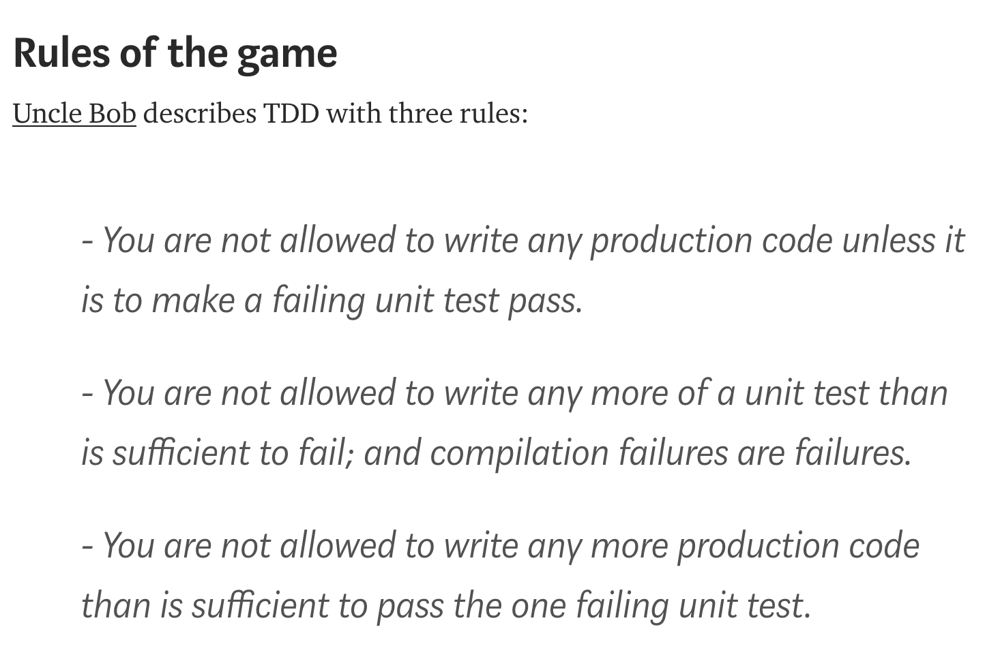 Rules of the game
Uncle Bob describes TDD with three rules:
- You are not allowed to write any production code unless it
is to make a failing unit test pass.
- You are not allowed to write any more of a unit test than
is sufficient to fail; and compilation failures are failures.
- You are not allowed to write any more production code
than is sufficient to pass the one failing unit test.